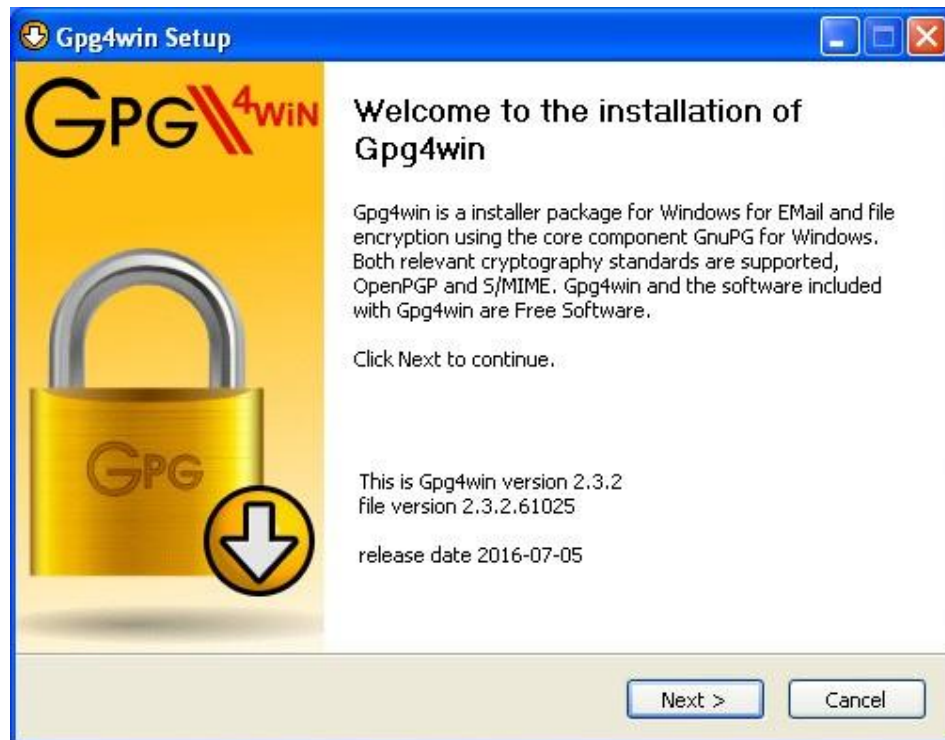 Gpg4win Setup
GPG4WiN
Welcome to the installation of
Gpg4win
Gpg4win is a installer package for Windows for EMail and file
encryption using the core component GnuPG for Windows.
Both relevant cryptography standards are supported,
OpenPGP and S/MIME. Gpg4win and the software included
with Gpg4win are Free Software.
Click Next to continue.
GPG
This is Gpg4win version 2.3.2
file version 2.3.2.61025
release date 2016-07-05
Next >
Cancel